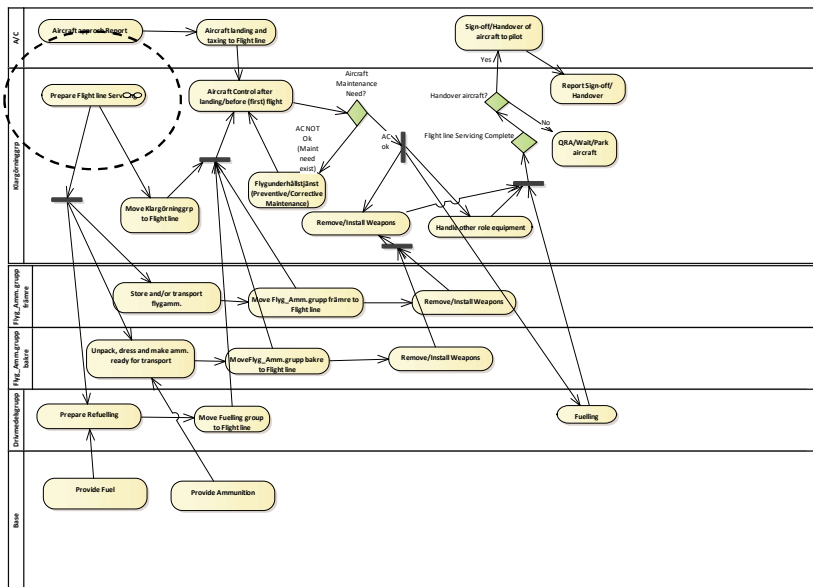 A/C
Aircraft approsh Report
Aircraft landing and
taxing to Flight line
Sign-off/Handover of
aircraft to pilot
Yes
Report Sign-off/
Handover
Klargörninggrp
Prepare Flight line Servicing
Aircraft Control after
landing/before (first) flight
Aircraft
Maintenance
Need?
Handover aircraft?
No
QRA/Wait/Park
aircraft
Flight line Servicing Complete
AC NOT
Ok
(Maint
need
exist)
AC
ok
Flygunderhållstjänst
(Preventive/Corrective
Maintenance)
Move Klargörninggrp
to Flight line
Remove/Install Weapons
Handle other role equipment
Flyg_Amm.grupp
främre
Store and/or transport
flygamm.
Move Flyg_Amm.grupp främre to
Flight line
Remove/Install Weapons
Flyg_Amm.grupp
bakre
Unpack, dress and make amm.
ready for transport
MoveFlyg_Amm.grupp bakre
to Flight line
Remove/Install Weapons
Drivmedelsgrupp
Prepare Refuelling
Move Fuelling group
to Flight line
Fuelling
Base
Provide Fuel
Provide Ammunition